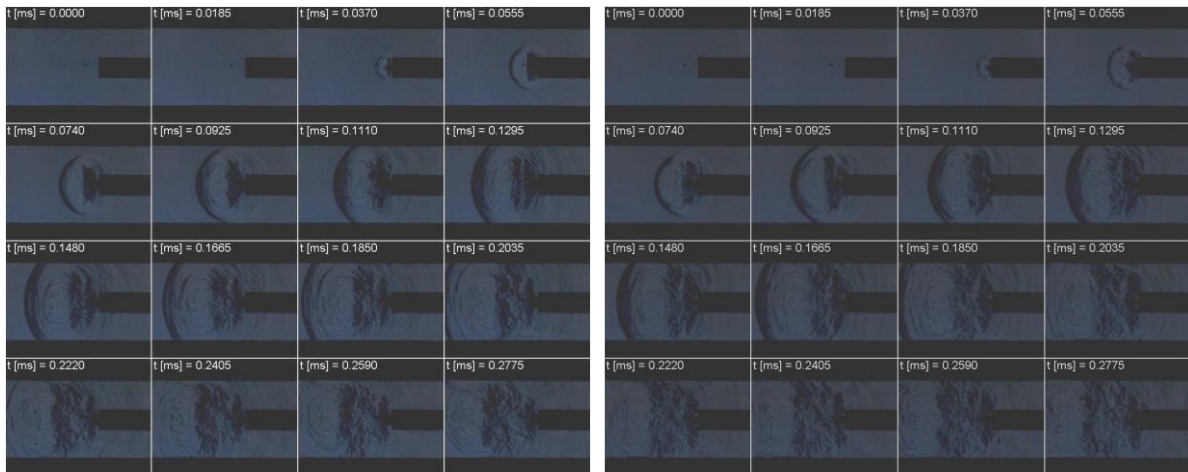 t [ms] = 0.0000 t [ms] = 0.0185 t [ms] = 0.0370 t [ms] = 0.0555
t [ms] = 0.0740 t [ms] = 0.0925 t [ms] = 0.1110 t [ms] = 0.1295
t [ms] = 0.1480 t [ms] = 0.1665 t [ms] = 0.1850 t [ms] = 0.2035
t [ms] = 0.2220 t [ms] = 0.2405 t [ms] = 0.2590 t [ms] = 0.2775
t [ms] = 0.0000 t [ms] = 0.0185 t [ms] = 0.0370 t [ms] = 0.0555
t [ms] = 0.0740 t [ms] = 0.0925 t [ms] = 0.1110 t [ms] = 0.1295
t [ms] = 0.1480 t [ms] = 0.1665 t [ms] = 0.1850 t [ms] = 0.2035
t [ms] = 0.2220 t [ms] = 0.2405 t [ms] = 0.2590 t [ms] = 0.2775